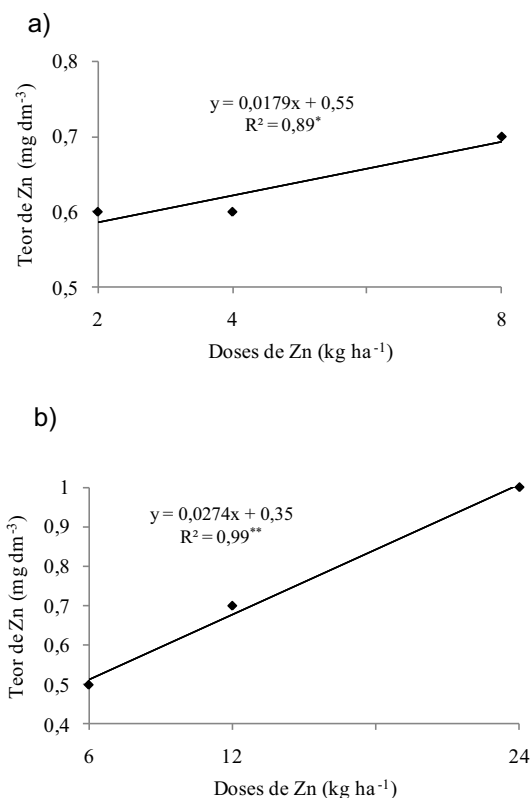 a)
0,8
0,7
0,6
0,5
Teor de Zn (mg dm⁻³)
y = 0,0179x + 0,55
R² = 0,89*
2 4 8
Doses de Zn (kg ha⁻¹)
b)
1
0,9
0,8
0,7
0,6
0,5
0,4
Teor de Zn (mg dm⁻³)
y = 0,0274x + 0,35
R² = 0,99**
6 12 24
Doses de Zn (kg ha⁻¹)